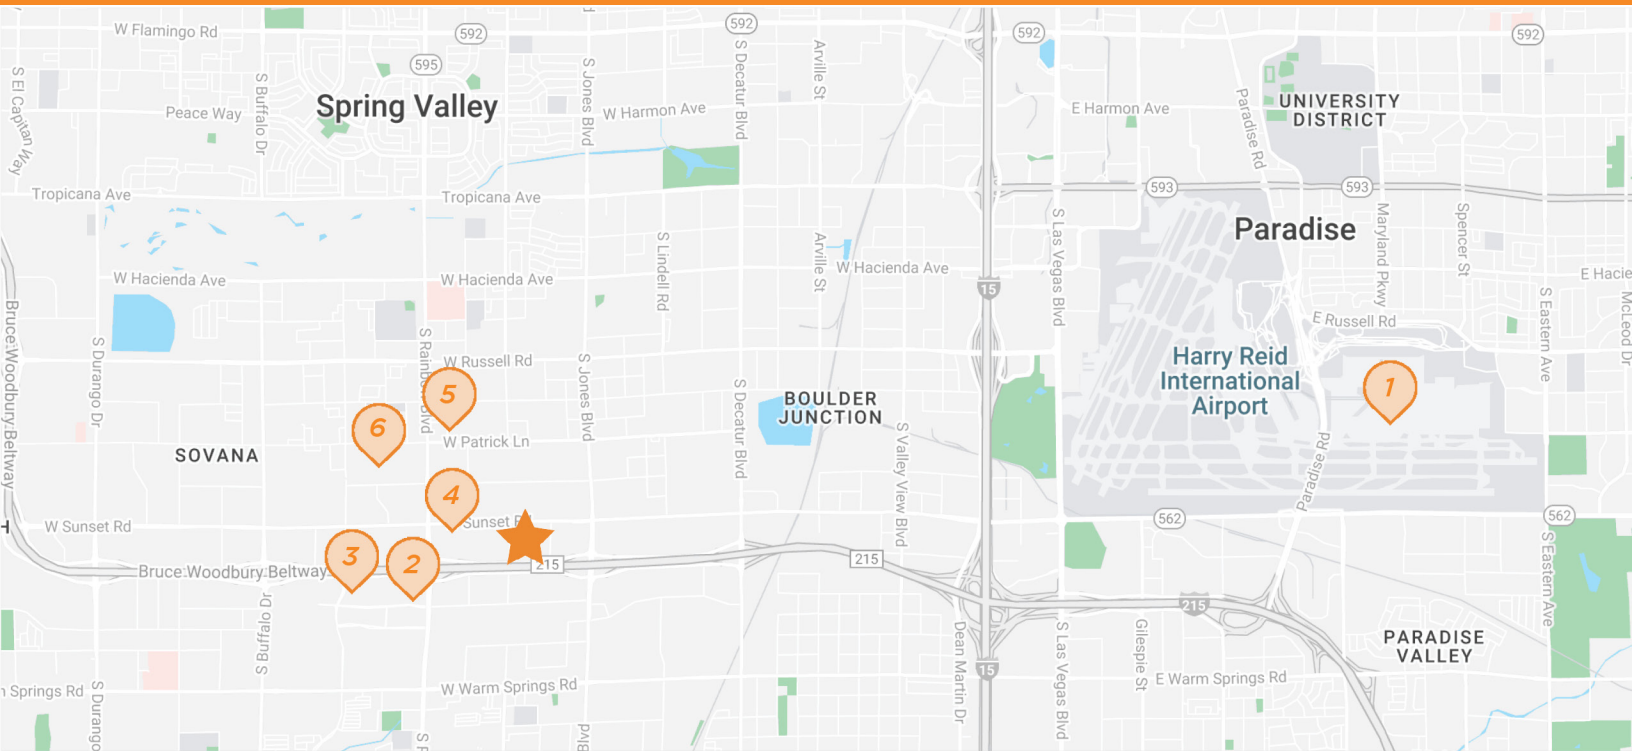 W Flamingo Rd
592
592
592
592
595
S El Capitan Way
S Buffalo Dr
Peace Way
Spring Valley
S Jones Blvd
W Harmon Ave
S Decatur Blvd
Arville St
E Harmon Ave
Paradise Rd
UNIVERSITY
DISTRICT
Tropicana Ave
Tropicana Ave
593
593
S Las Vegas Blvd
Paradise
Maryland Pkwy
Spencer St
S Lindell Rd
Arville St
W Hacienda Ave
W Hacienda Ave
W Hacienda Ave
15
E Hacie
McLeod Dr
S Eastern Ave
E Russell Rd
Bruce Woodbury Beltway
S Durango Dr
W Russell Rd
S Jones Blvd
S Decatur Blvd
BOULDER
JUNCTION
Harry Reid
International
Airport
1
5
6
W Patrick Ln
SOVANA
S Valley View Blvd
Paradise Rd
4
W Sunset Rd
Sunset
562
562
3
2
Bruce Woodbury Beltway
215
215
215
S Buffalo Dr
S Eastern Ave
Dean Martin Dr
S Las Vegas Blvd
Gilespie St
PARADISE
VALLEY
15
Springs Rd
S Durango
W Warm Springs Rd
E Warm Springs Rd
Blvd